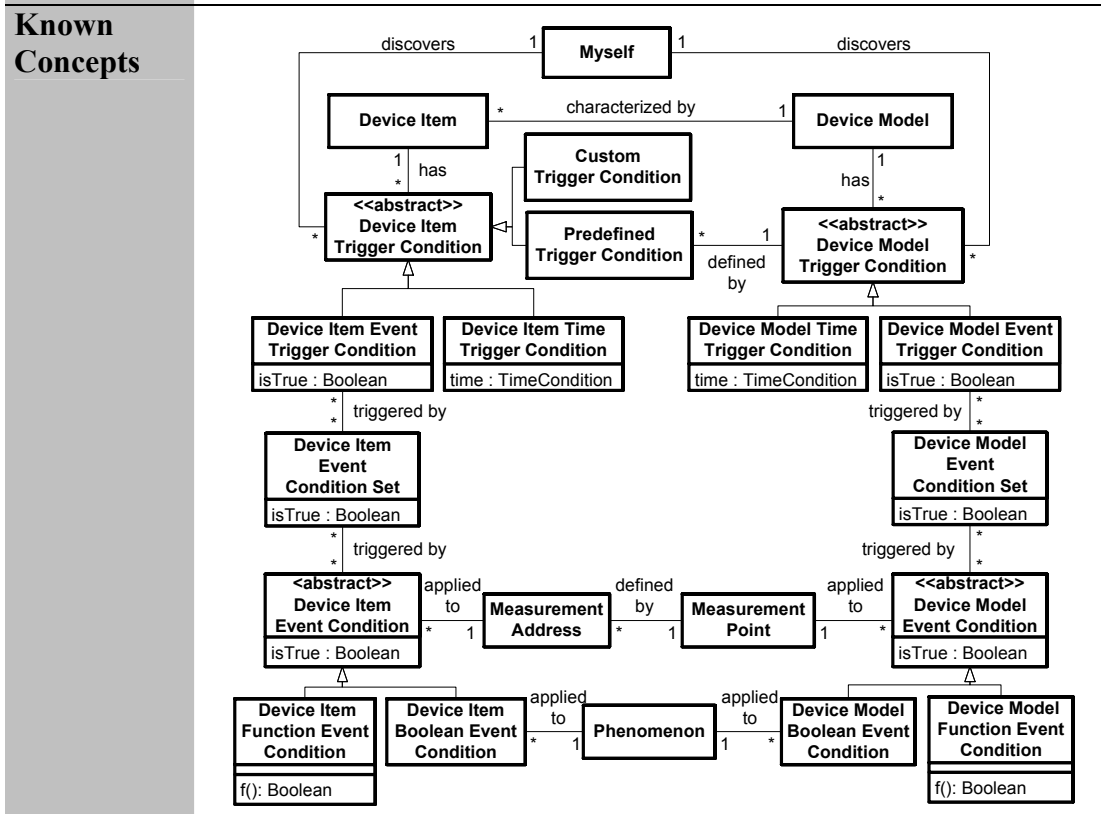 Known
Concepts
discovers
1
Myself
1
discovers
Device Item
*
characterized by
1
Device Model
1
has
*
Custom
Trigger Condition
1
has
*
<<abstract>>
Device Item
Trigger Condition
*
Predefined
Trigger Condition
*
1
defined
by
<<abstract>>
Device Model
Trigger Condition
*
Device Item Event
Trigger Condition
isTrue : Boolean
Device Item Time
Trigger Condition
time : TimeCondition
Device Model Time
Trigger Condition
time : TimeCondition
Device Model Event
Trigger Condition
isTrue : Boolean
*
triggered by
*
*
triggered by
*
Device Item
Event
Condition Set
isTrue : Boolean
Device Model
Event
Condition Set
isTrue : Boolean
*
triggered by
*
*
triggered by
*
<abstract>>
Device Item
Event Condition
isTrue : Boolean
applied
to
*
1
Measurement
Address
defined
by
*
1
Measurement
Point
applied
to
1
*
<<abstract>>
Device Model
Event Condition
isTrue : Boolean
Device Item
Function Event
Condition
f(): Boolean
Device Item
Boolean Event
Condition
applied
to
*
1
Phenomenon
applied
to
1
*
Device Model
Boolean Event
Condition
Device Model
Function Event
Condition
f(): Boolean